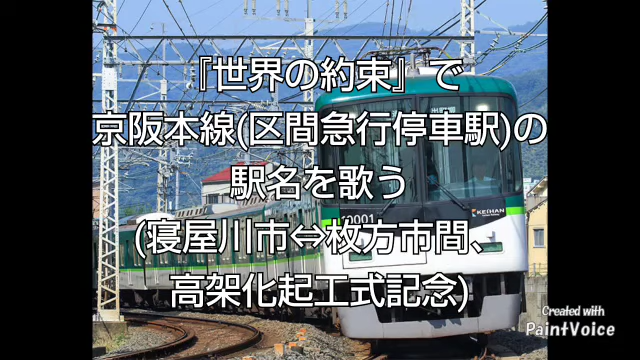 『世界の約束』で
京阪本線(区間急行停車駅)の
駅名を歌う
(寝屋川市⇔枚方市間、
高架化起工式記念)
10001
KEIHAN
Created with
PaintVoice